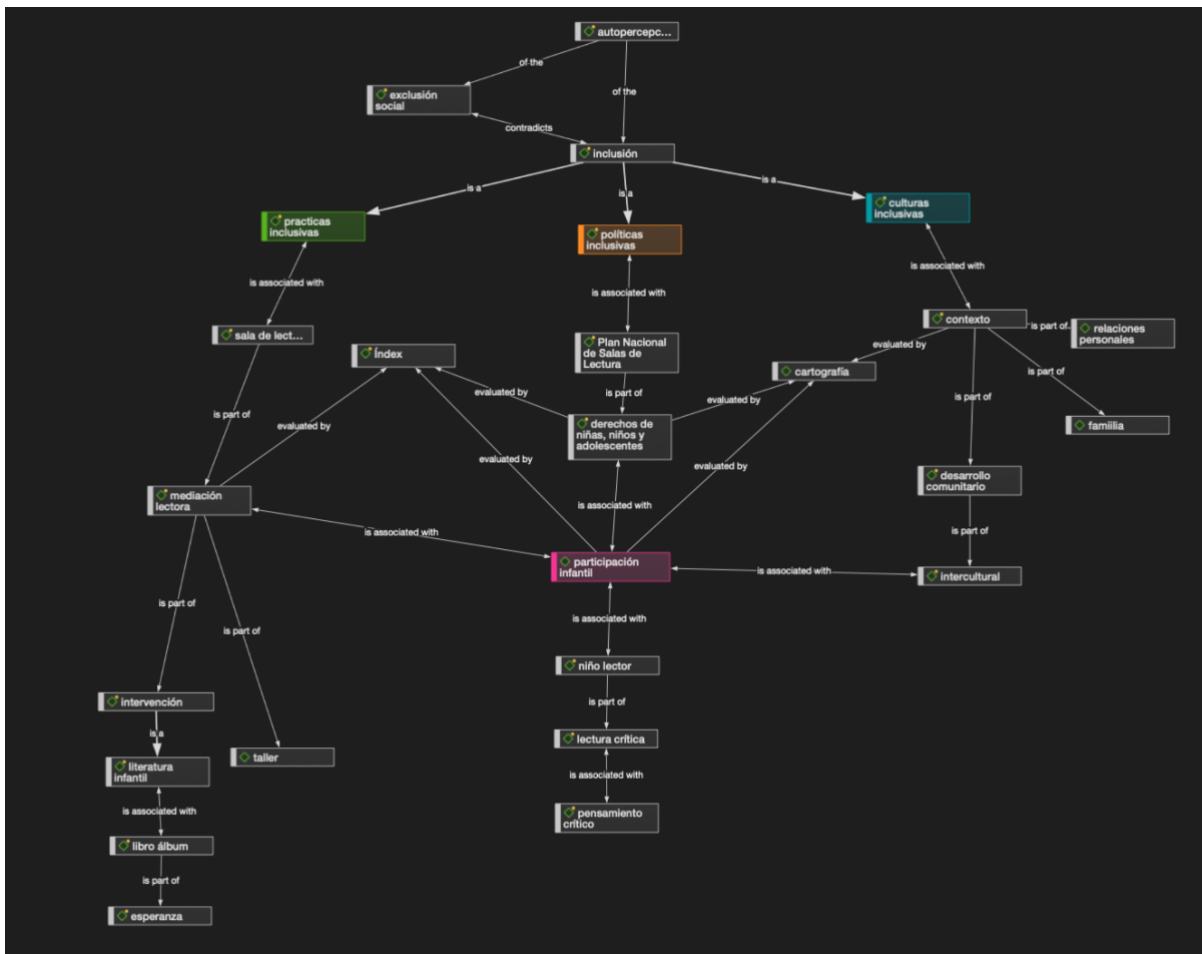 autopercepc...
of the
exclusión
social
of the
contradicts
inclusión
is a
is a
is a
practicas
inclusivas
políticas
inclusivas
culturas
inclusivas
is associated with
is associated with
is associated with
sala de lect...
Índex
Plan Nacional
de Salas de
Lectura
contexto
is part of
relaciones
personales
evaluated by
cartografía
is part of
is part of
evaluated by
evaluated by
is part of
is part of
evaluated by
derechos de
niñas, niños y
adolescentes
famiilia
evaluated by
evaluated by
mediación
lectora
desarrollo
comunitario
is associated with
is associated with
is part of
participación
infantil
is associated with
intercultural
is part of
is part of
is associated with
niño lector
intervención
is part of
is a
lectura crítica
taller
literatura
infantil
is associated with
is associated with
pensamiento
crítico
libro álbum
is part of
esperanza